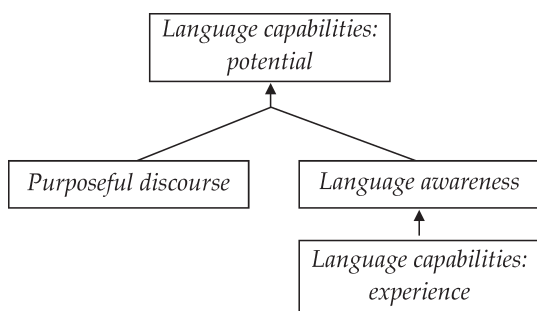 Language capabilities:
potential
Purposeful discourse
Language awareness
Language capabilities:
experience